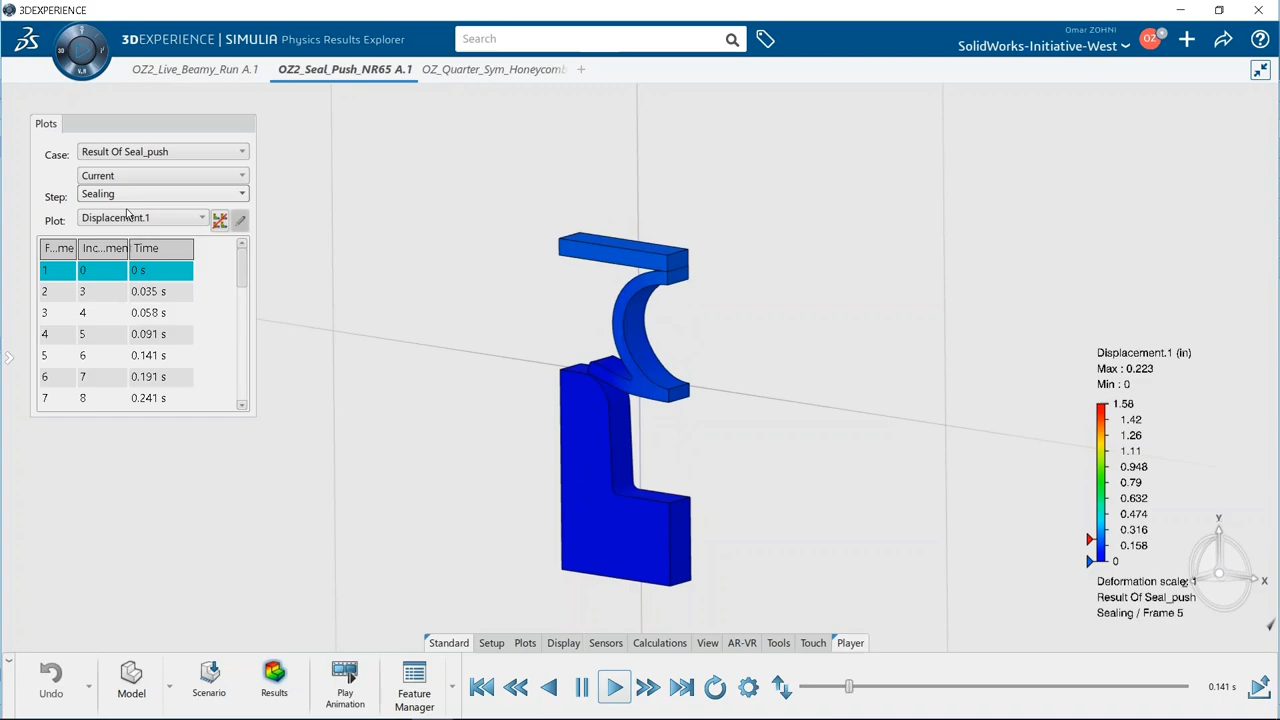 3DEXPERIENCE
3DEXPERIENCE | SIMULIA Physics Results Explorer
Search
Omar ZOHNI
SolidWorks-Initiative-West
OZ
3D
V.R
OZ2_Live_Beamy_Run A.1
OZ2_Seal_Push_NR65 A.1
OZ_Quarter_Sym_Honeycomb
Plots
Case: Result Of Seal_push
Current
Step: Sealing
Plot: Displacement.1
F...me Inc...men Time
1 0 0 s
2 3 0.035 s
3 4 0.058 s
4 5 0.091 s
5 6 0.141 s
6 7 0.191 s
7 8 0.241 s
Displacement.1 (in)
Max : 0.223
Min : 0
1.58
1.42
1.26
1.11
0.948
0.79
0.632
0.474
0.316
0.158
0
Y
X
Deformation scale: 1
Result Of Seal_push
Sealing / Frame 5
Standard Setup Plots Display Sensors Calculations View AR-VR Tools Touch Player
Undo
Model
Scenario
Results
Play Animation
Feature Manager
0.141 s